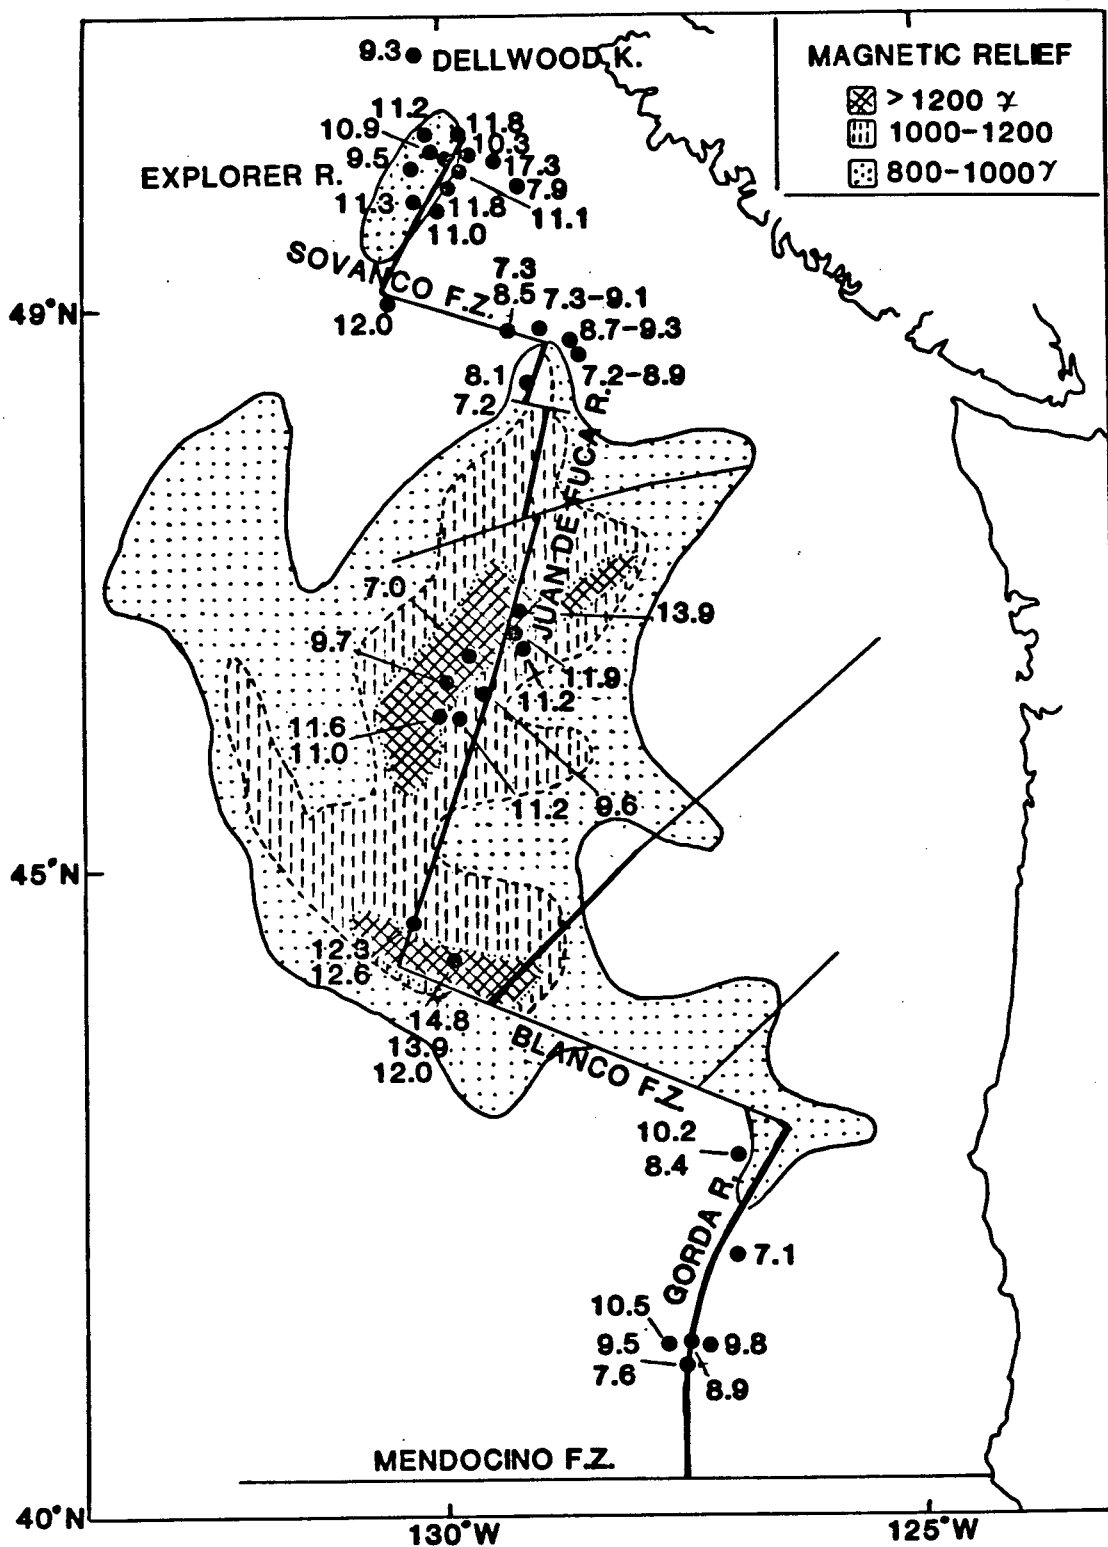 9.3
DELLWOOD K.
MAGNETIC RELIEF
> 1200 γ
1000-1200
800-1000γ
11.2
11.8
10.9
10.3
9.5
17.3
EXPLORER R.
7.9
11.3
11.8
11.1
11.0
SOVANCO F.Z.
7.3
8.5
7.3-9.1
49°N
12.0
8.7-9.3
8.1
7.2-8.9
7.2
JUAN DE FUCA R.
7.0
13.9
9.7
11.9
11.2
11.6
11.0
11.2
9.6
45°N
12.3
12.6
14.8
13.9
12.0
BLANCO F.Z.
10.2
8.4
GORDA R.
7.1
10.5
9.5
9.8
7.6
8.9
MENDOCINO F.Z.
40°N
130°W
125°W